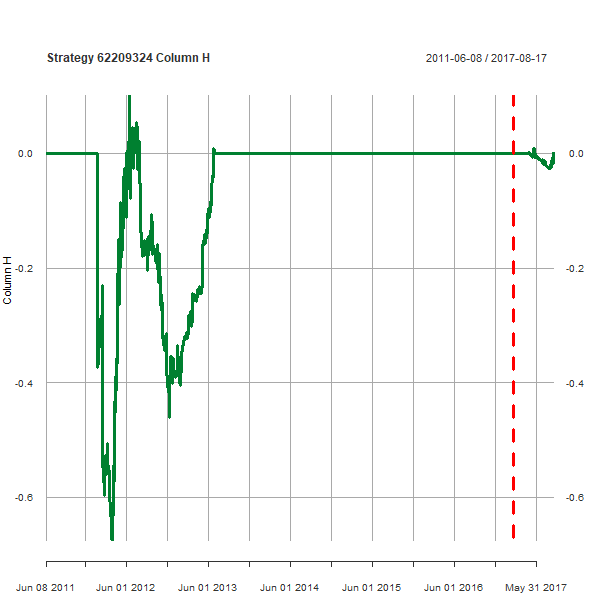 Strategy 62209324 Column H
2011-06-08 / 2017-08-17
0.0
0.0
-0.2
-0.2
Column H
-0.4
-0.4
-0.6
-0.6
Jun 08 2011
Jun 01 2012
Jun 01 2013
Jun 01 2014
Jun 01 2015
Jun 01 2016
May 31 2017